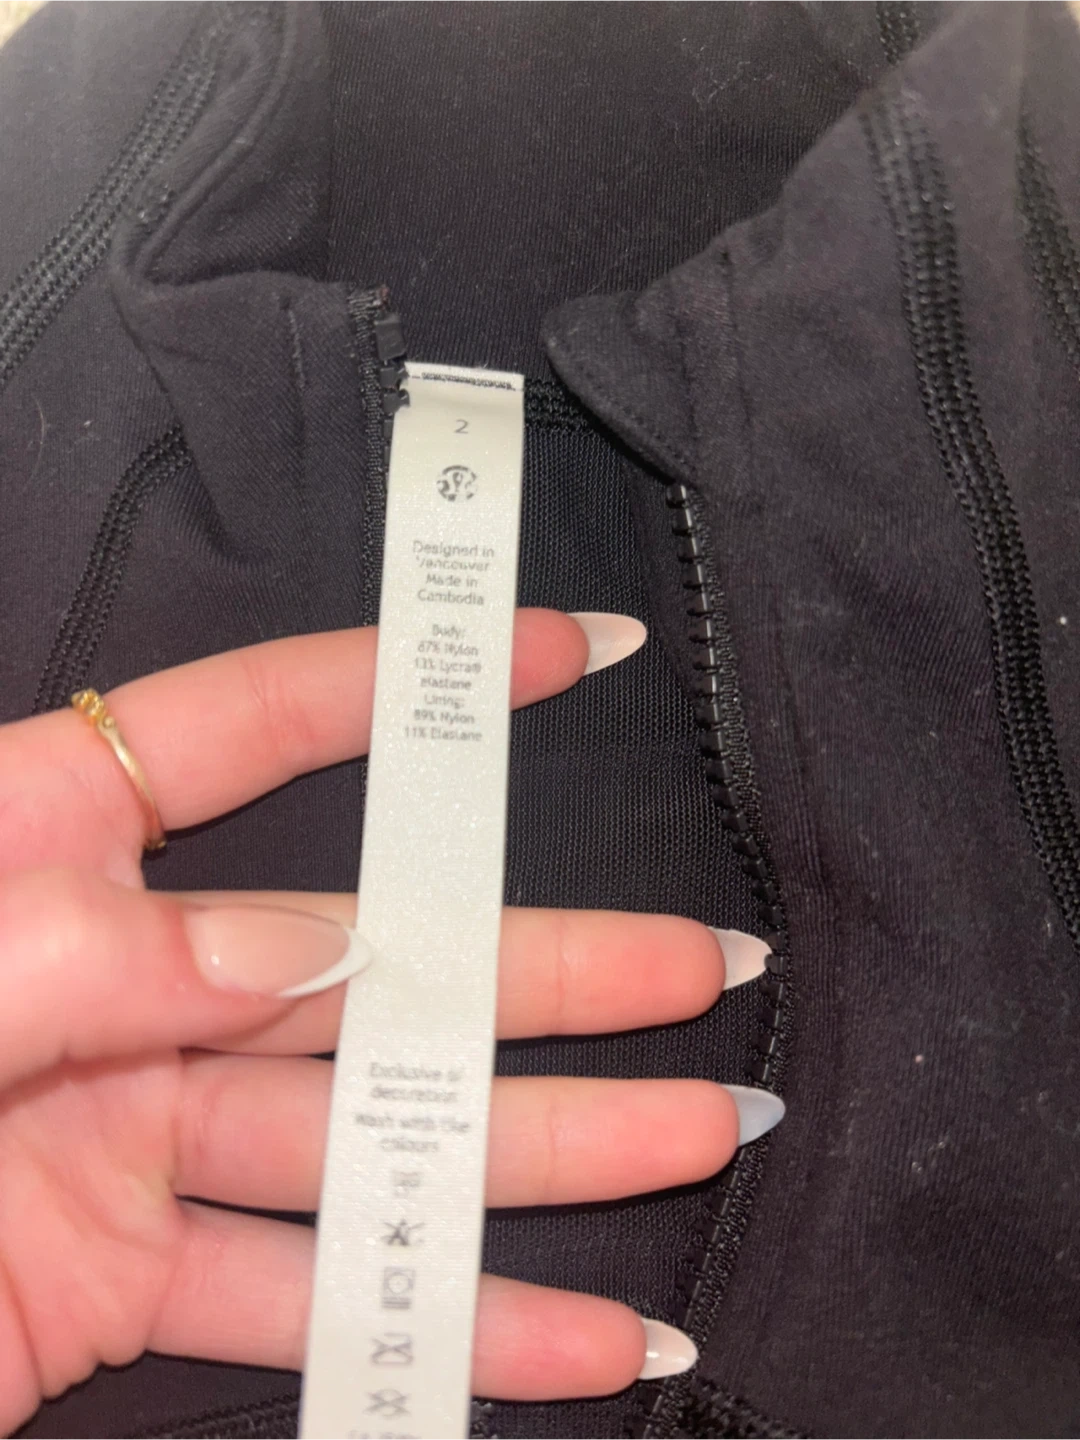 2
Designed in
Vancouver
Made in
Cambodia
Body:
87% Nylon
13% Lycra®
elastane
Lining:
89% Nylon
11% Elastane
Exclusive of
decoration
Wash with like
colours